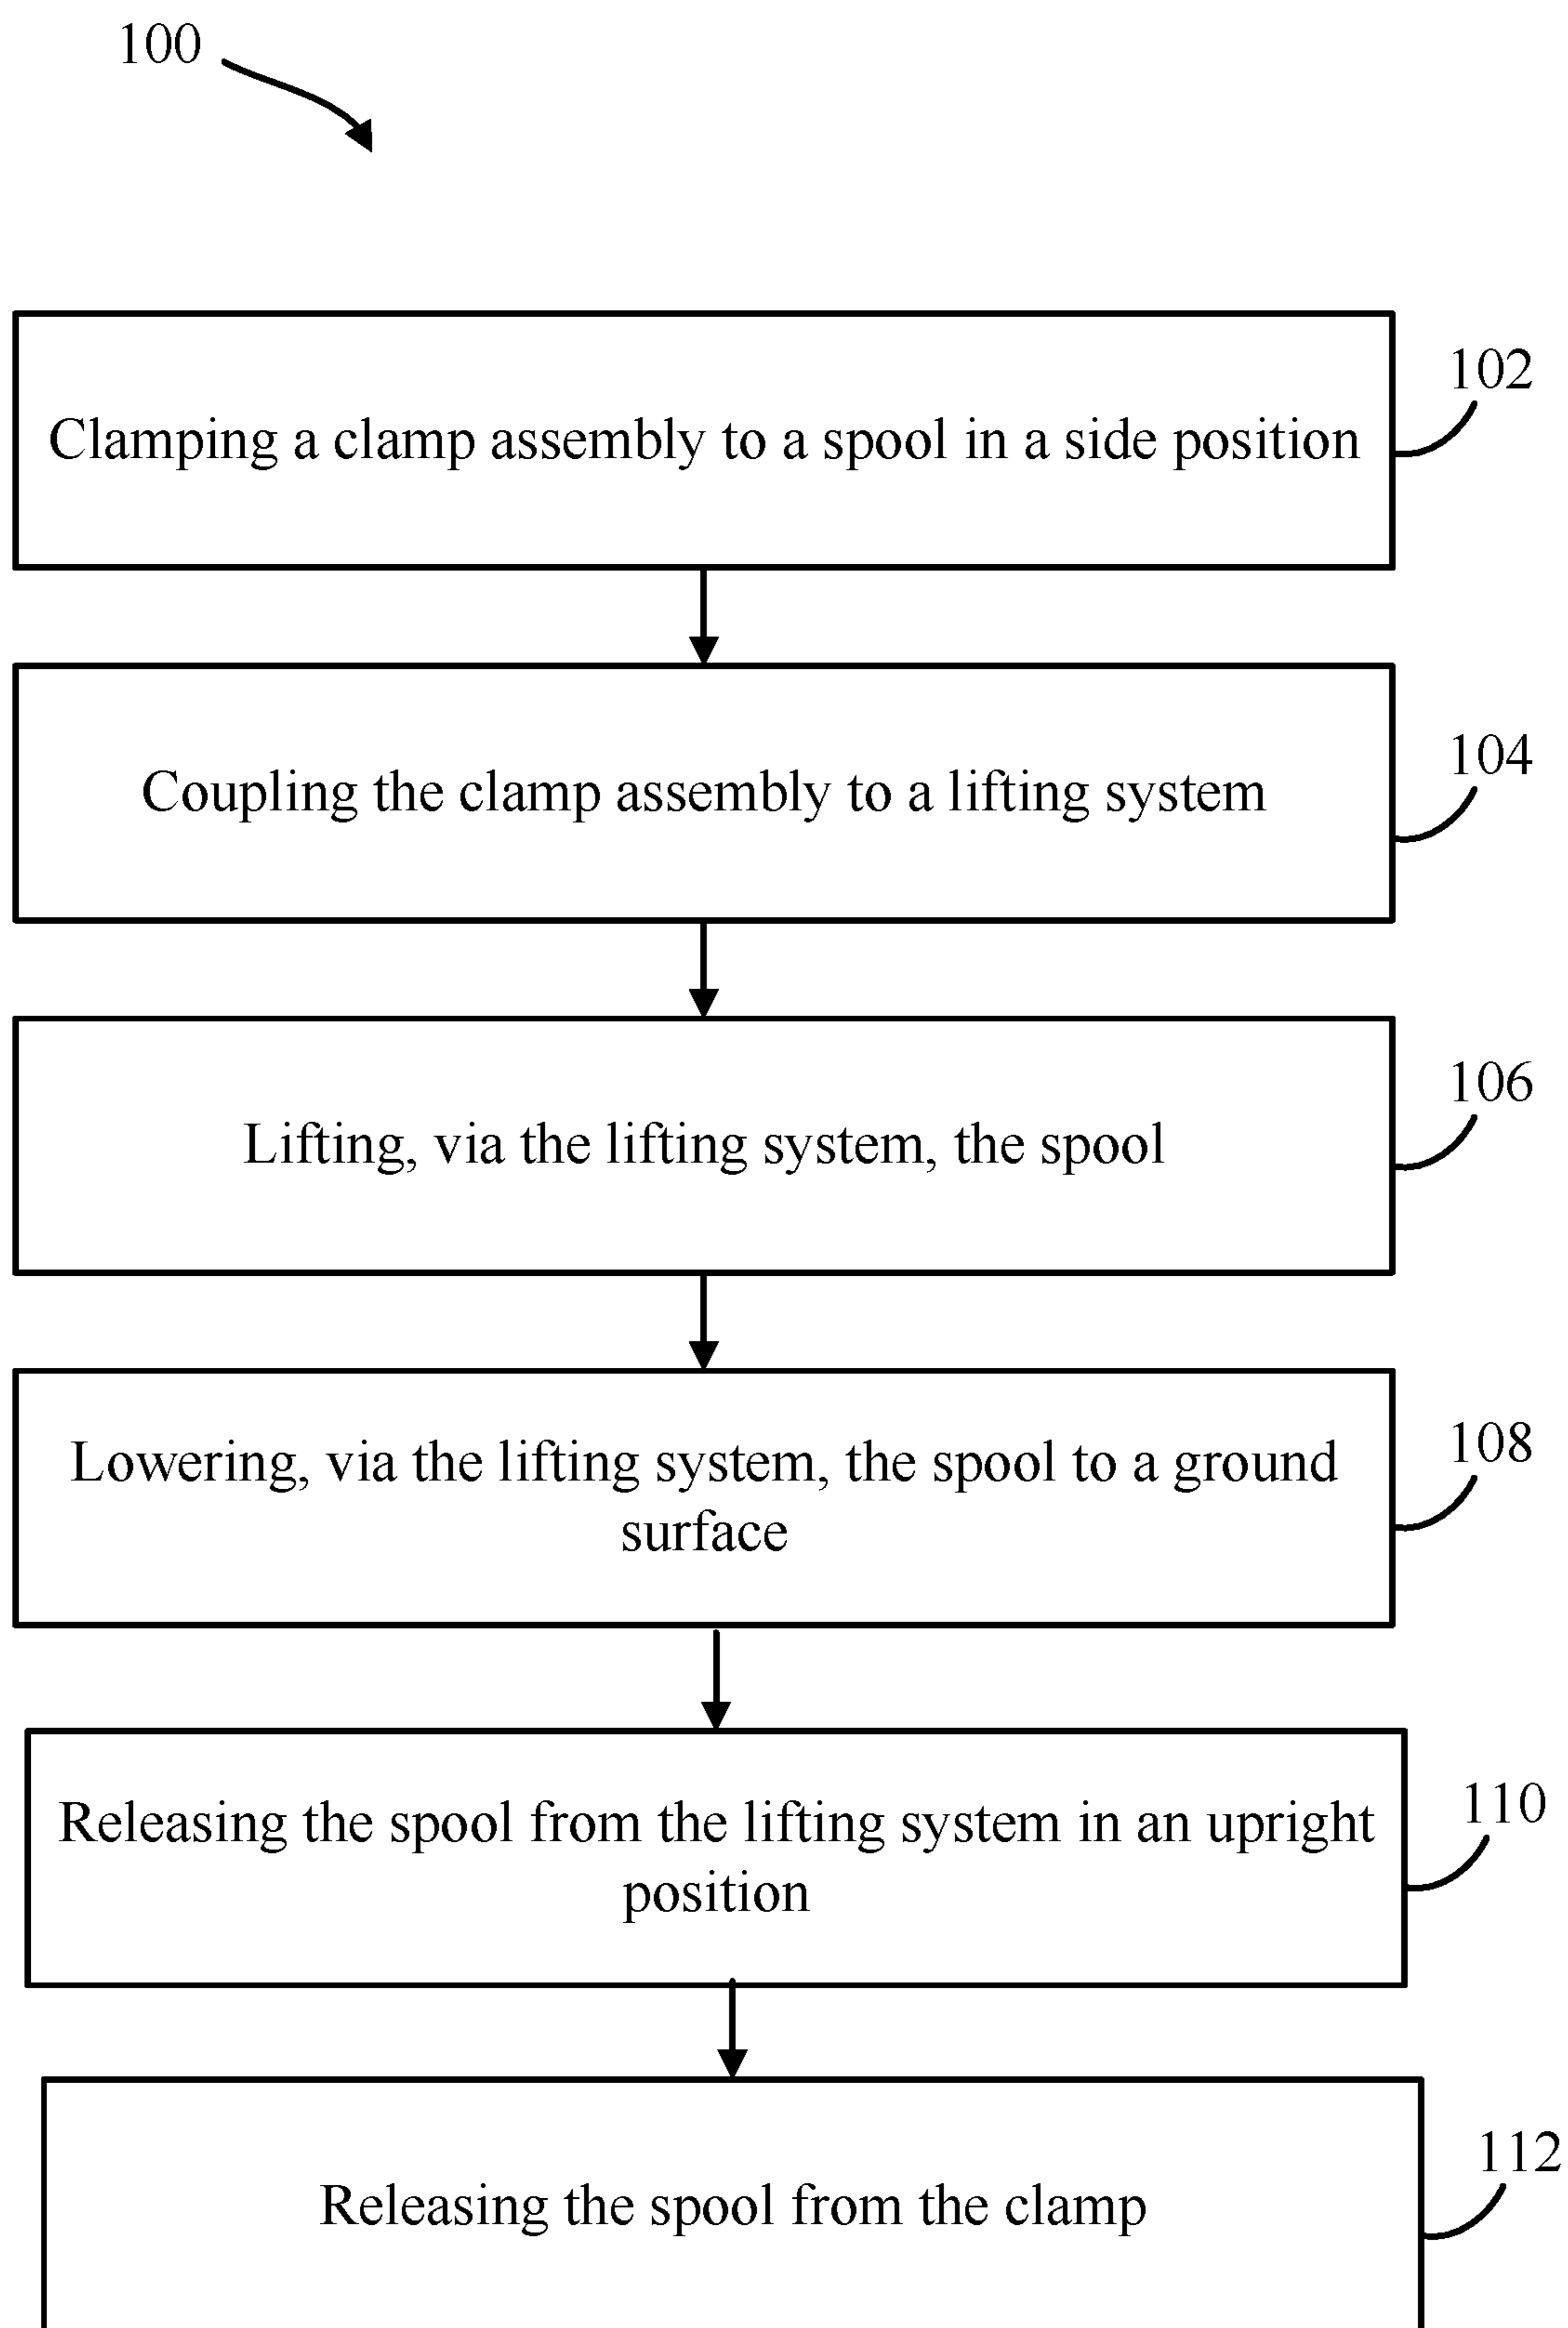 100
Clamping a clamp assembly to a spool in a side position
102
Coupling the clamp assembly to a lifting system
104
Lifting, via the lifting system, the spool
106
Lowering, via the lifting system, the spool to a ground
surface
108
Releasing the spool from the lifting system in an upright
position
110
Releasing the spool from the clamp
112